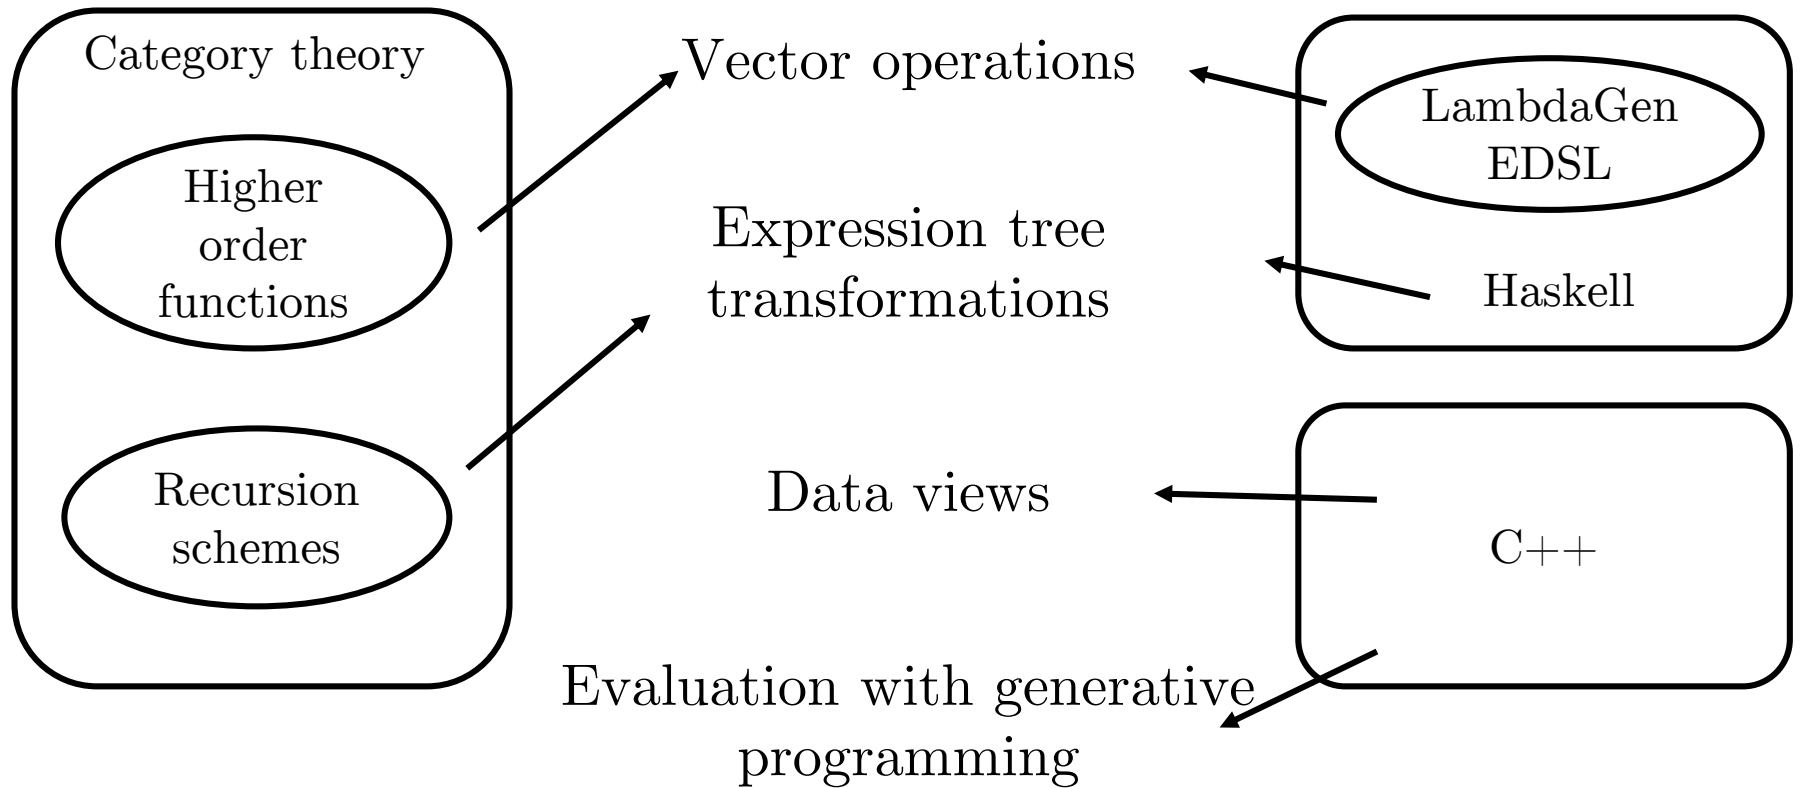 Category theory
Higher
order
functions
Recursion
schemes
Vector operations
Expression tree
transformations
Data views
Evaluation with generative
programming
LambdaGen
EDSL
Haskell
C++